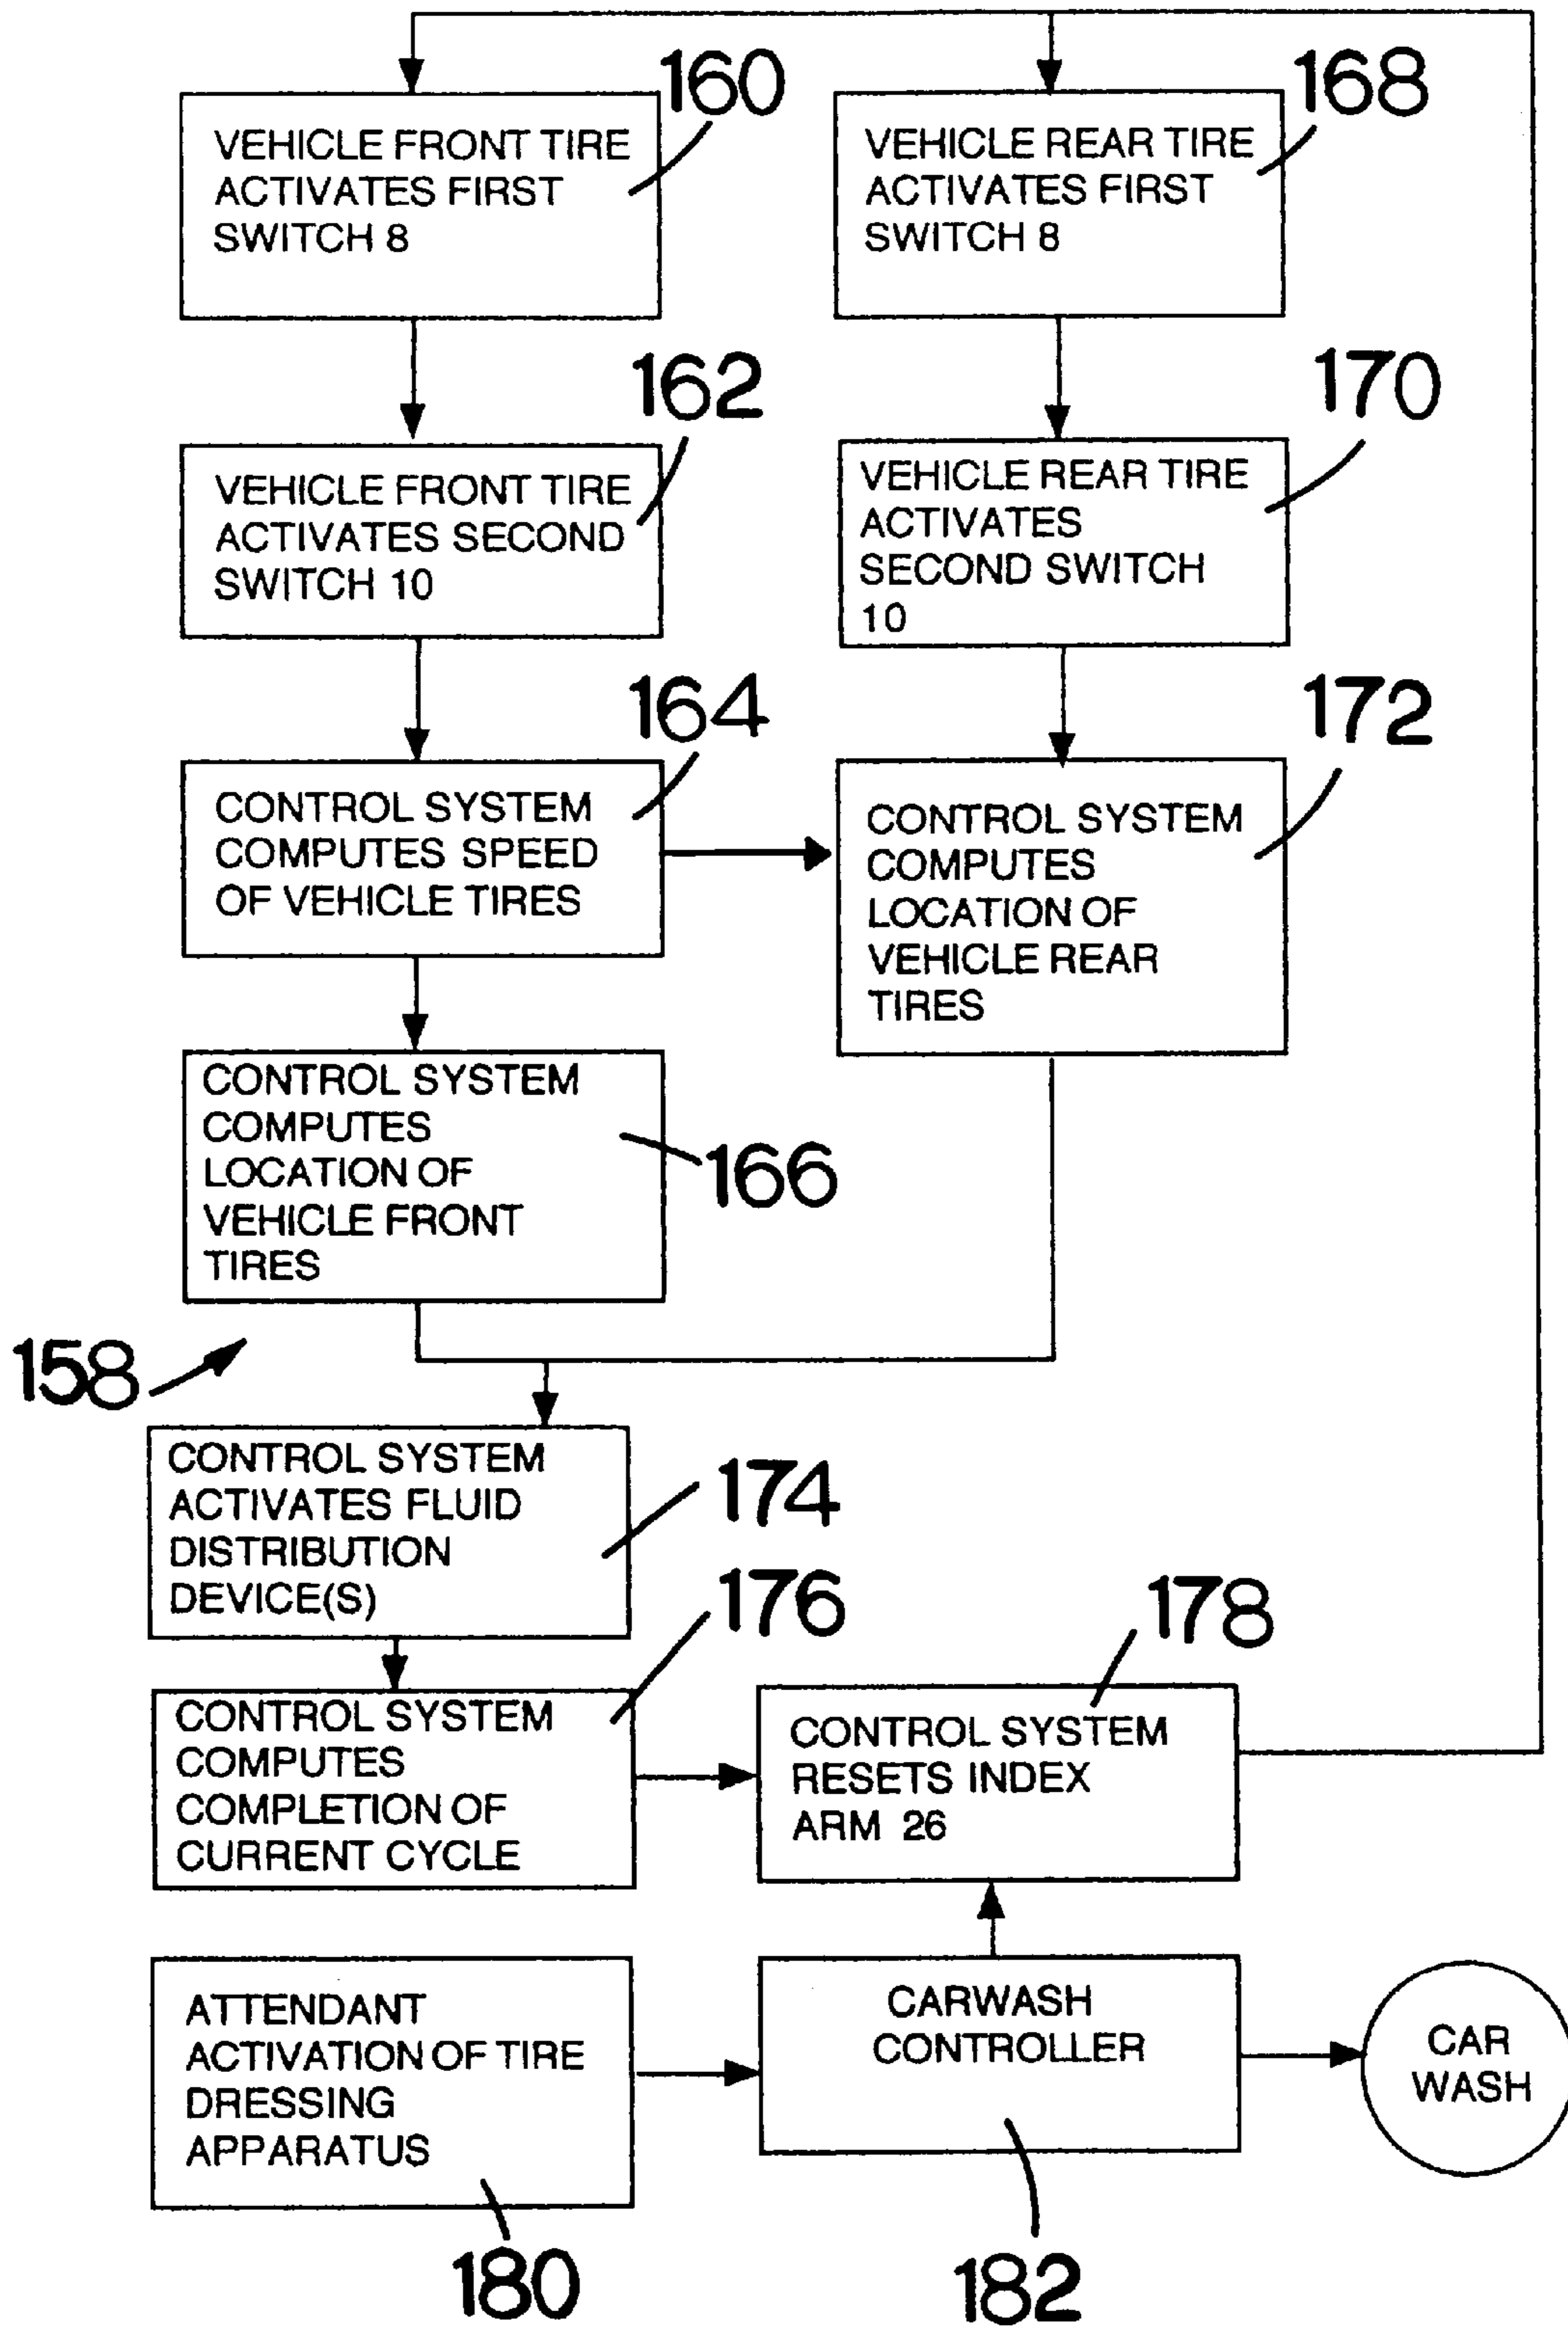 160
VEHICLE FRONT TIRE
ACTIVATES FIRST
SWITCH 8
168
VEHICLE REAR TIRE
ACTIVATES FIRST
SWITCH 8
162
VEHICLE FRONT TIRE
ACTIVATES SECOND
SWITCH 10
170
VEHICLE REAR TIRE
ACTIVATES
SECOND SWITCH
10
164
CONTROL SYSTEM
COMPUTES SPEED
OF VEHICLE TIRES
172
CONTROL SYSTEM
COMPUTES
LOCATION OF
VEHICLE REAR
TIRES
CONTROL SYSTEM
COMPUTES
LOCATION OF
VEHICLE FRONT
TIRES
166
158
CONTROL SYSTEM
ACTIVATES FLUID
DISTRIBUTION
DEVICE(S)
174
176
CONTROL SYSTEM
COMPUTES
COMPLETION OF
CURRENT CYCLE
178
CONTROL SYSTEM
RESETS INDEX
ARM 26
ATTENDANT
ACTIVATION OF TIRE
DRESSING
APPARATUS
180
CARWASH
CONTROLLER
182
CAR
WASH